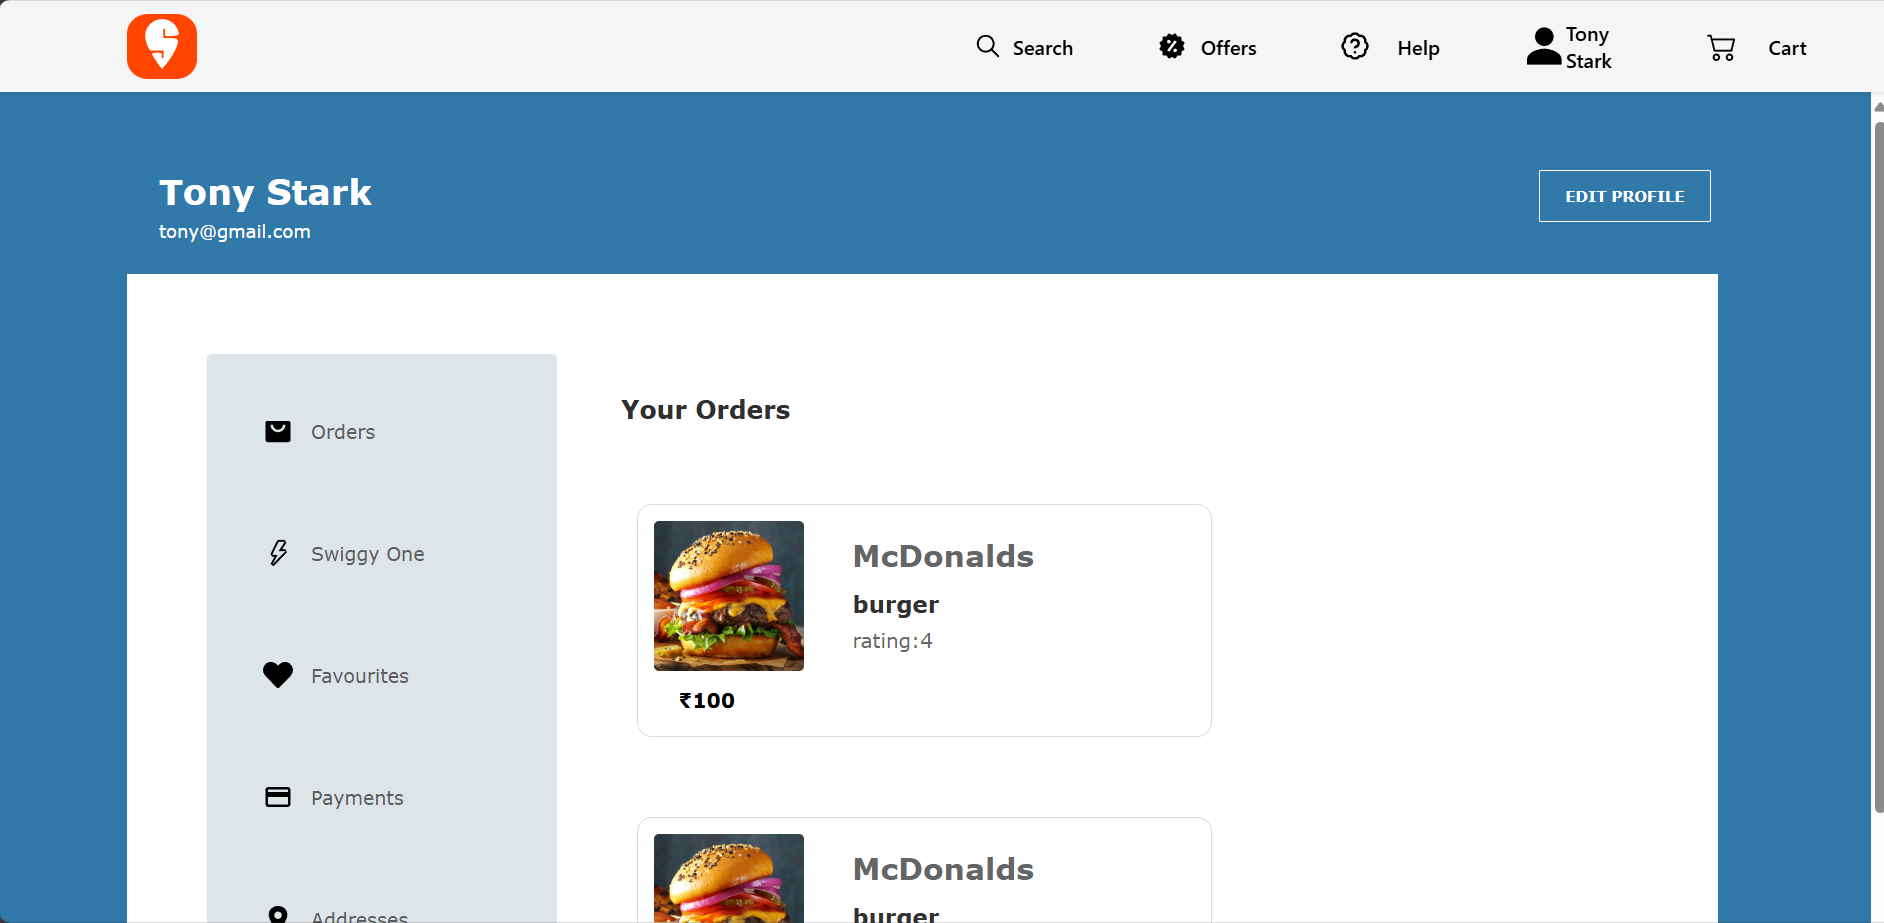 Search
Offers
Help
Tony
Stark
Cart
Tony Stark
tony@gmail.com
EDIT PROFILE
Orders
Swiggy One
Favourites
Payments
Addresses
Your Orders
McDonalds
burger
rating:4
₹100
McDonalds
burger